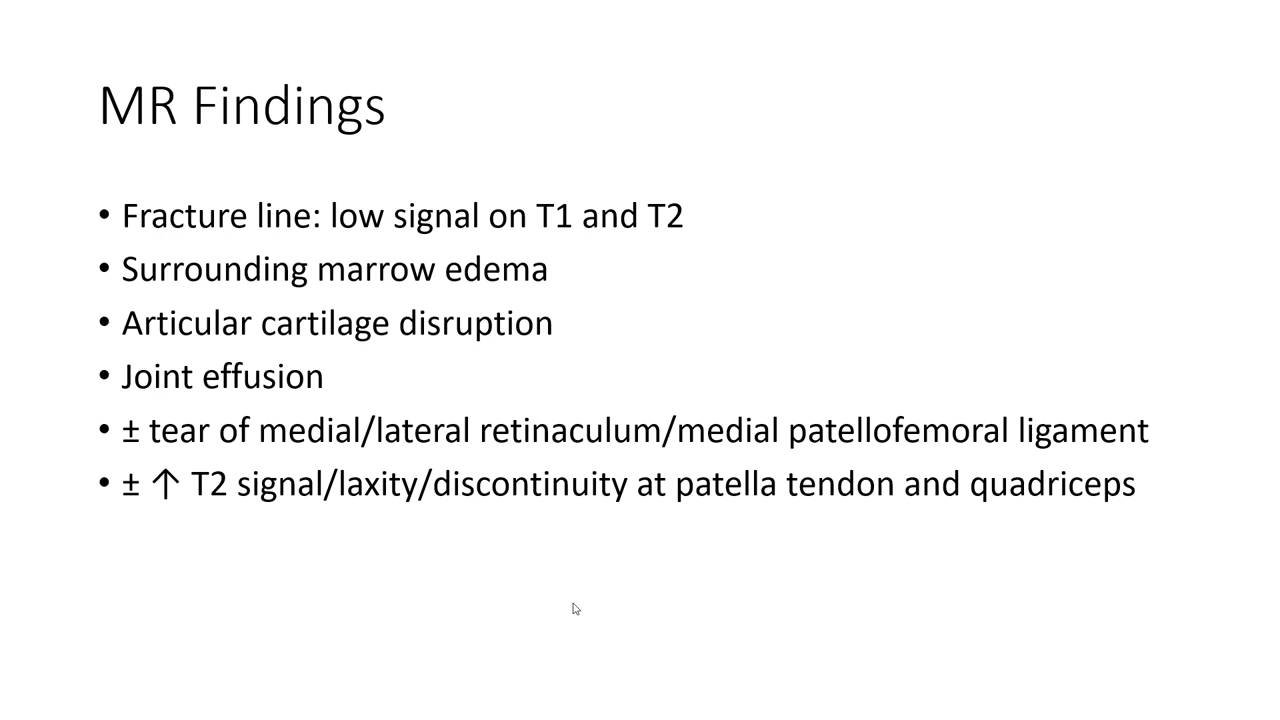 MR Findings
• Fracture line: low signal on T1 and T2
• Surrounding marrow edema
• Articular cartilage disruption
• Joint effusion
• ± tear of medial/lateral retinaculum/medial patellofemoral ligament
• ± ↑ T2 signal/laxity/discontinuity at patella tendon and quadriceps